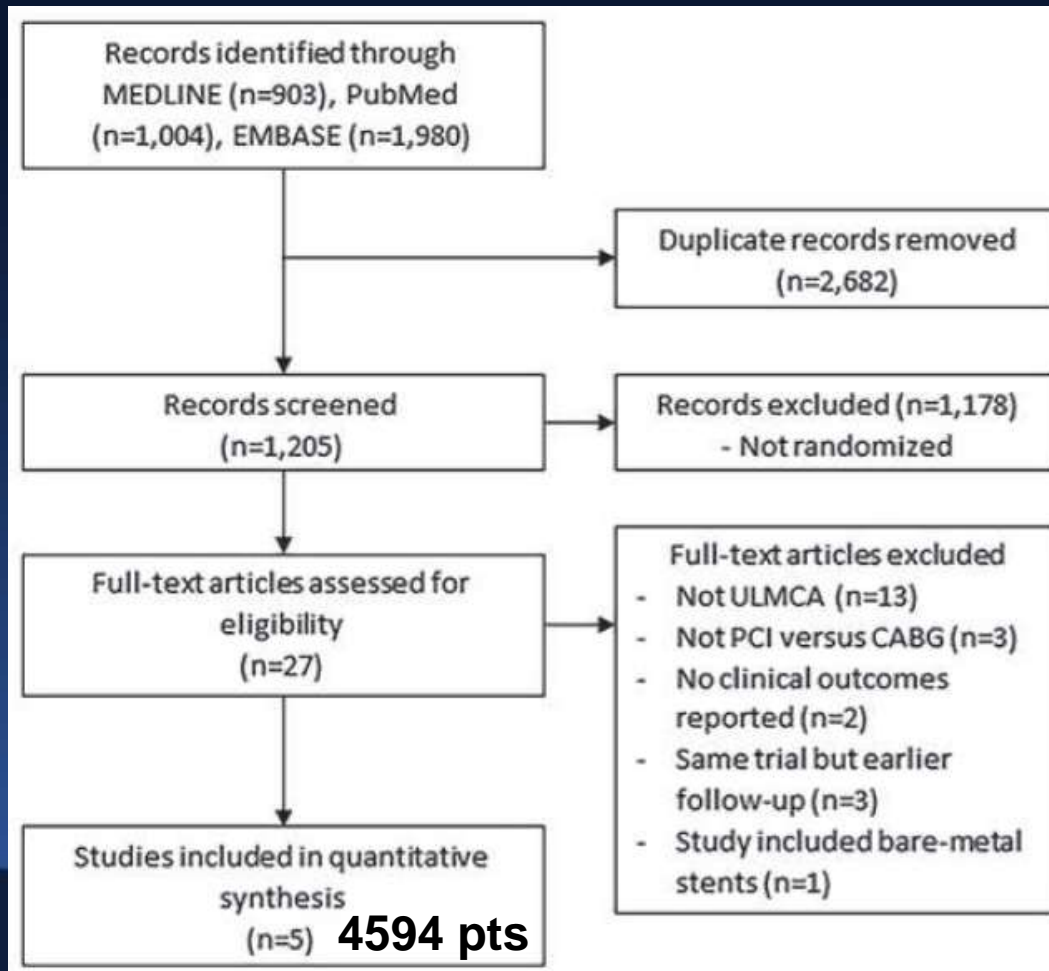 Records identified through
MEDLINE (n=903), PubMed
(n=1,004), EMBASE (n=1,980)
Duplicate records removed
(n=2,682)
Records screened
(n=1,205)
Records excluded (n=1,178)
- Not randomized
Full-text articles assessed for
eligibility
(n=27)
Full-text articles excluded
- Not ULMCA (n=13)
- Not PCI versus CABG (n=3)
- No clinical outcomes
reported (n=2)
- Same trial but earlier
follow-up (n=3)
- Study included bare-metal
stents (n=1)
Studies included in quantitative
synthesis
(n=5) 4594 pts